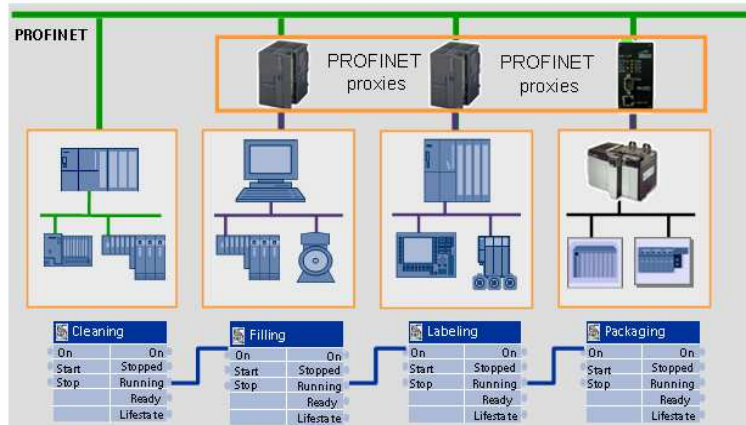 PROFINET
PROFINET
proxies
PROFINET
proxies
Cleaning
On On
Start Stopped
Stop Running
Ready
Lifestate
Filling
On On
Start Stopped
Stop Running
Ready
Lifestate
Labeling
On On
Start Stopped
Stop Running
Ready
Lifestate
Packaging
On On
Start Stopped
Stop Running
Ready
Lifestate